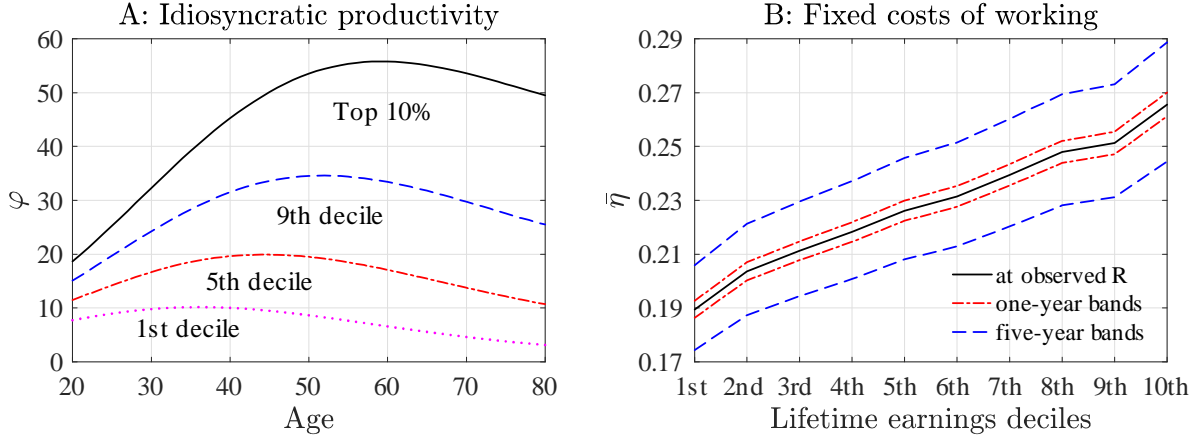 A: Idiosyncratic productivity
60
50
40
30
20
10
0
φ
Top 10%
9th decile
5th decile
1st decile
20 30 40 50 60 70 80
Age
B: Fixed costs of working
0.29
0.27
0.25
0.23
0.21
0.19
0.17
η̄
at observed R
one-year bands
five-year bands
1st 2nd 3rd 4th 5th 6th 7th 8th 9th 10th
Lifetime earnings deciles